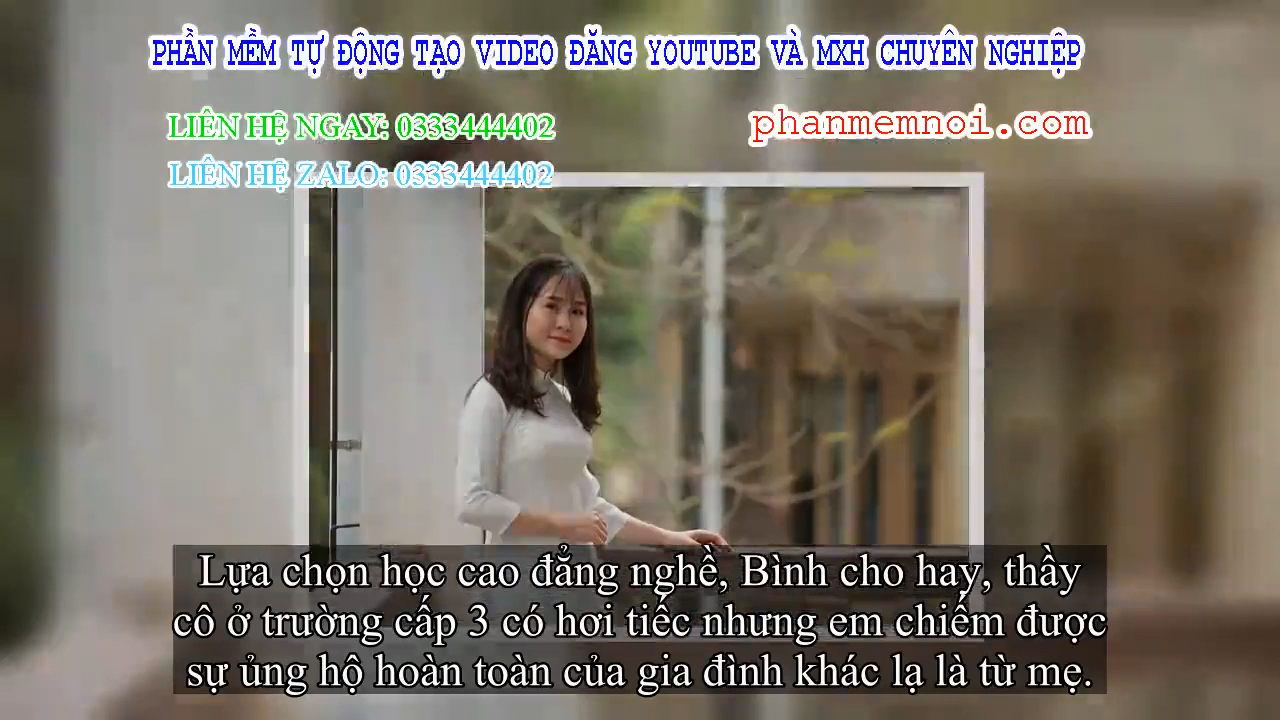 PHẦN MỀM TỰ ĐỘNG TẠO VIDEO ĐĂNG YOUTUBE VÀ MXH CHUYÊN NGHIỆP
LIÊN HỆ NGAY: 0333444402
phanmemnoi.com
LIÊN HỆ ZALO: 0333444402
Lựa chọn học cao đẳng nghề, Bình cho hay, thầy
cô ở trường cấp 3 có hơi tiếc nhưng em chiếm được
sự ủng hộ hoàn toàn của gia đình khác lạ là từ mẹ.